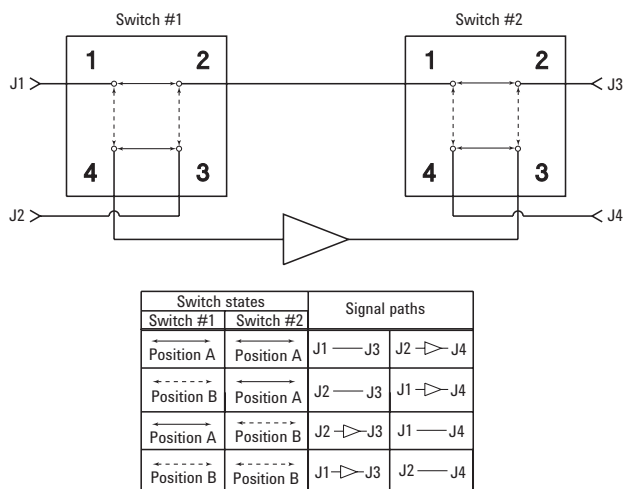 Switch #1 Switch #2
1 2 1 2
J1 J3
4 3 4 3
J2 J4
Switch states Signal paths
Switch #1 Switch #2
Position A Position A J1 J3 J2 J4
Position B Position A J2 J3 J1 J4
Position A Position B J2 J3 J1 J4
Position B Position B J1 J3 J2 J4